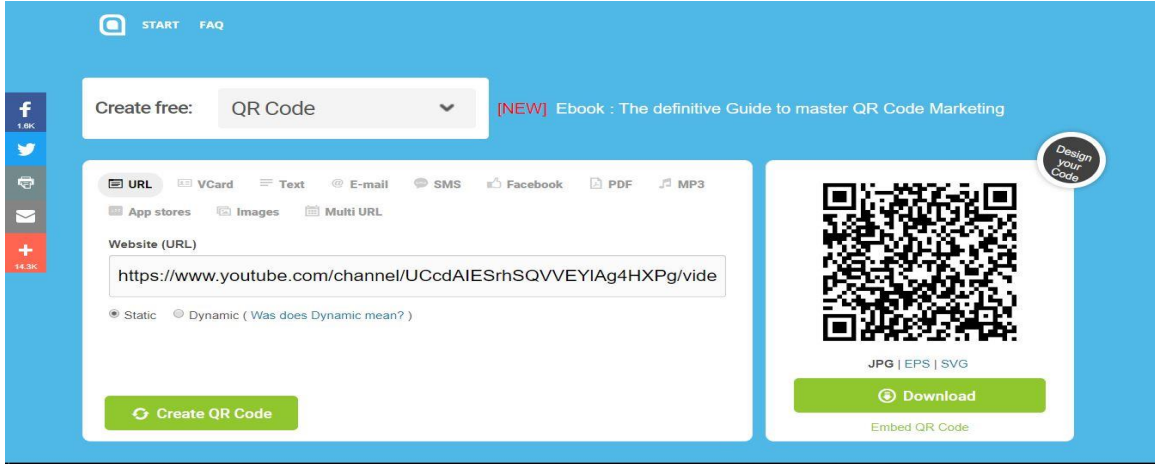 START FAQ
Create free: QR Code
[NEW] Ebook : The definitive Guide to master QR Code Marketing
f
1.6K
14.3K
URL VCard Text E-mail SMS Facebook PDF MP3
App stores Images Multi URL
Website (URL)
https://www.youtube.com/channel/UCcdAIESrhSQVVEYIAg4HXPg/vide
Static Dynamic ( Was does Dynamic mean? )
Create QR Code
Design
your
Code
JPG | EPS | SVG
Download
Embed QR Code